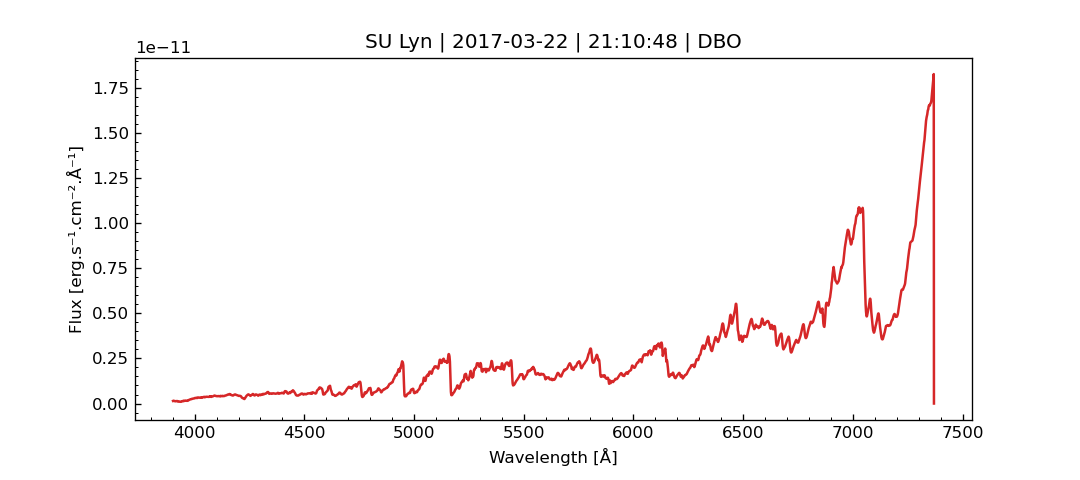 SU Lyn | 2017-03-22 | 21:10:48 | DBO
1e−11
Flux [erg.s⁻¹.cm⁻².Å⁻¹]
1.75
1.50
1.25
1.00
0.75
0.50
0.25
0.00
4000 4500 5000 5500 6000 6500 7000 7500
Wavelength [Å]